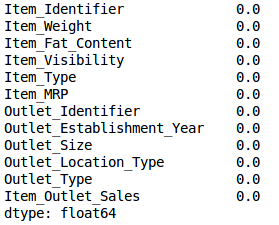 Item_Identifier 0.0
Item_Weight 0.0
Item_Fat_Content 0.0
Item_Visibility 0.0
Item_Type 0.0
Item_MRP 0.0
Outlet_Identifier 0.0
Outlet_Establishment_Year 0.0
Outlet_Size 0.0
Outlet_Location_Type 0.0
Outlet_Type 0.0
Item_Outlet_Sales 0.0
dtype: float64